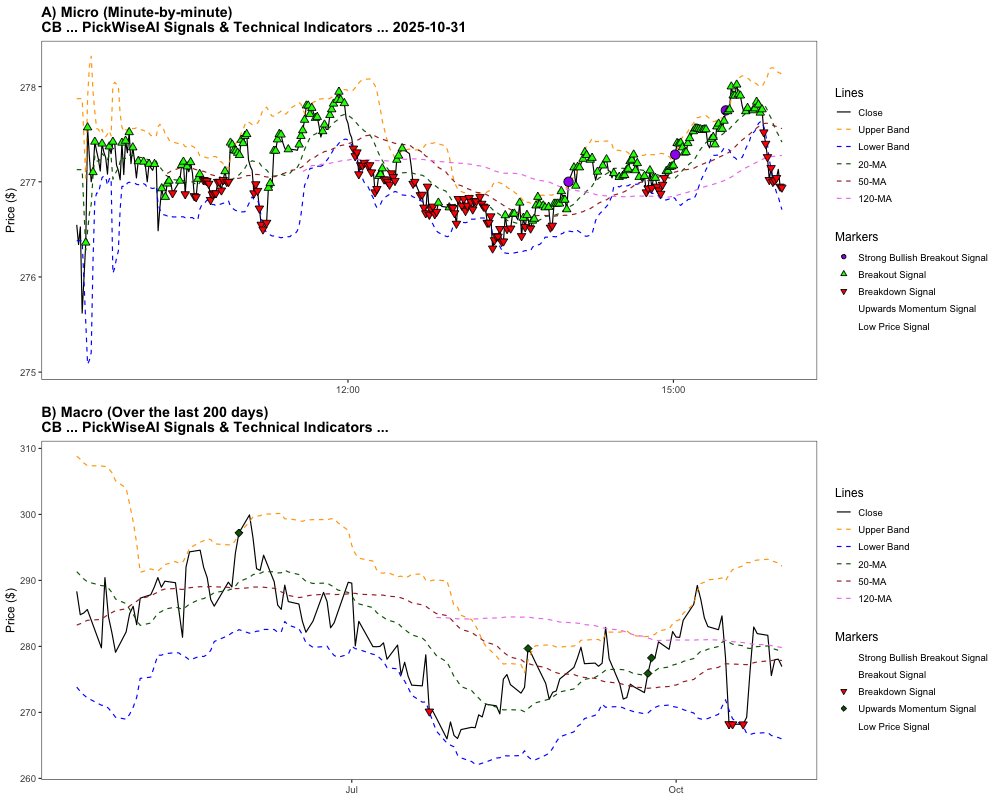 A) Micro (Minute-by-minute)
CB ... PickWiseAI Signals & Technical Indicators ... 2025-10-31
Price ($)
278
277
276
275
12:00
15:00
Lines
Close
Upper Band
Lower Band
20-MA
50-MA
120-MA
Markers
Strong Bullish Breakout Signal
Breakout Signal
Breakdown Signal
Upwards Momentum Signal
Low Price Signal
B) Macro (Over the last 200 days)
CB ... PickWiseAI Signals & Technical Indicators ...
Price ($)
310
300
290
280
270
260
Jul
Oct
Lines
Close
Upper Band
Lower Band
20-MA
50-MA
120-MA
Markers
Strong Bullish Breakout Signal
Breakout Signal
Breakdown Signal
Upwards Momentum Signal
Low Price Signal